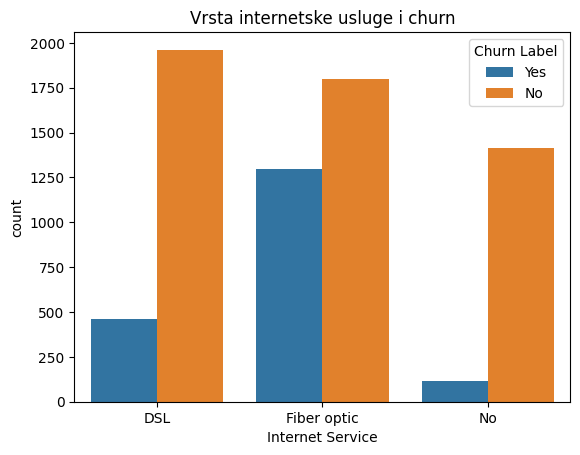 Vrsta internetske usluge i churn
Churn Label
Yes
No
count
2000
1750
1500
1250
1000
750
500
250
0
DSL
Fiber optic
No
Internet Service